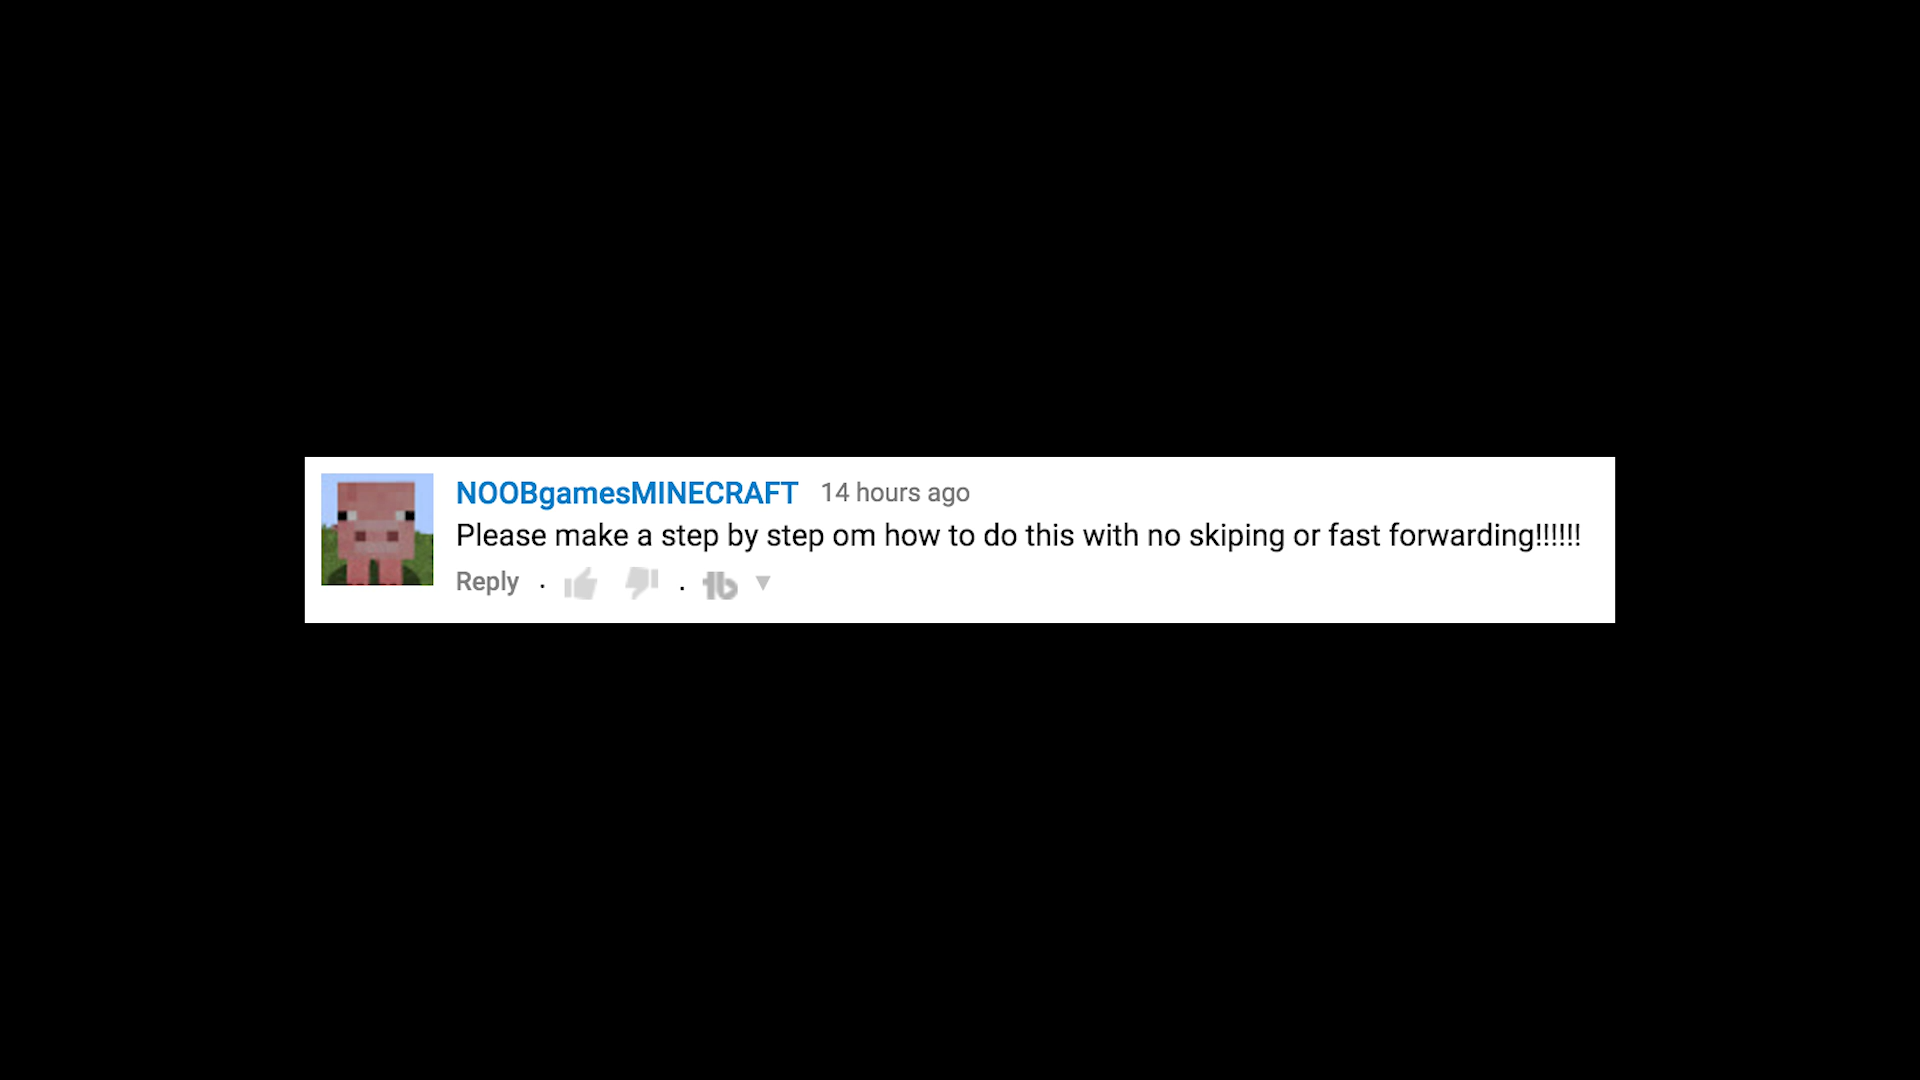 NOOBgamesMINECRAFT 14 hours ago
Please make a step by step om how to do this with no skiping or fast forwarding!!!!!!
Reply · · tb ▼